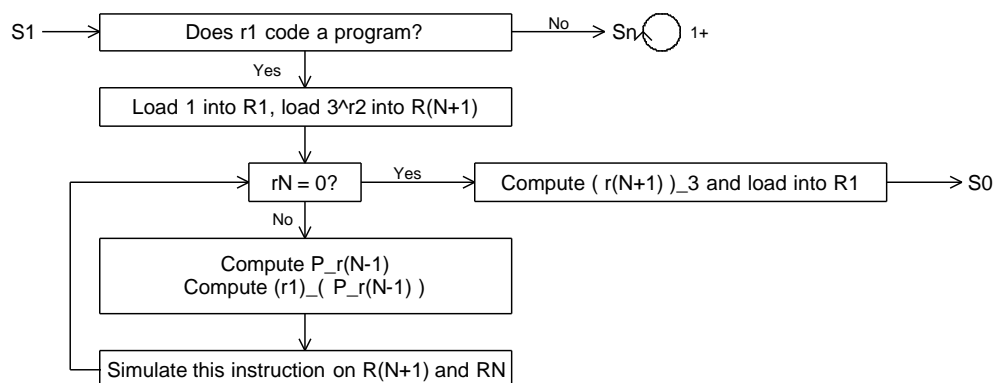 S1
Does r1 code a program?
No
Sn
1+
Yes
Load 1 into R1, load 3^r2 into R(N+1)
rN = 0?
Yes
Compute ( r(N+1) )_3 and load into R1
S0
No
Compute P_r(N-1)
Compute (r1)_( P_r(N-1) )
Simulate this instruction on R(N+1) and RN